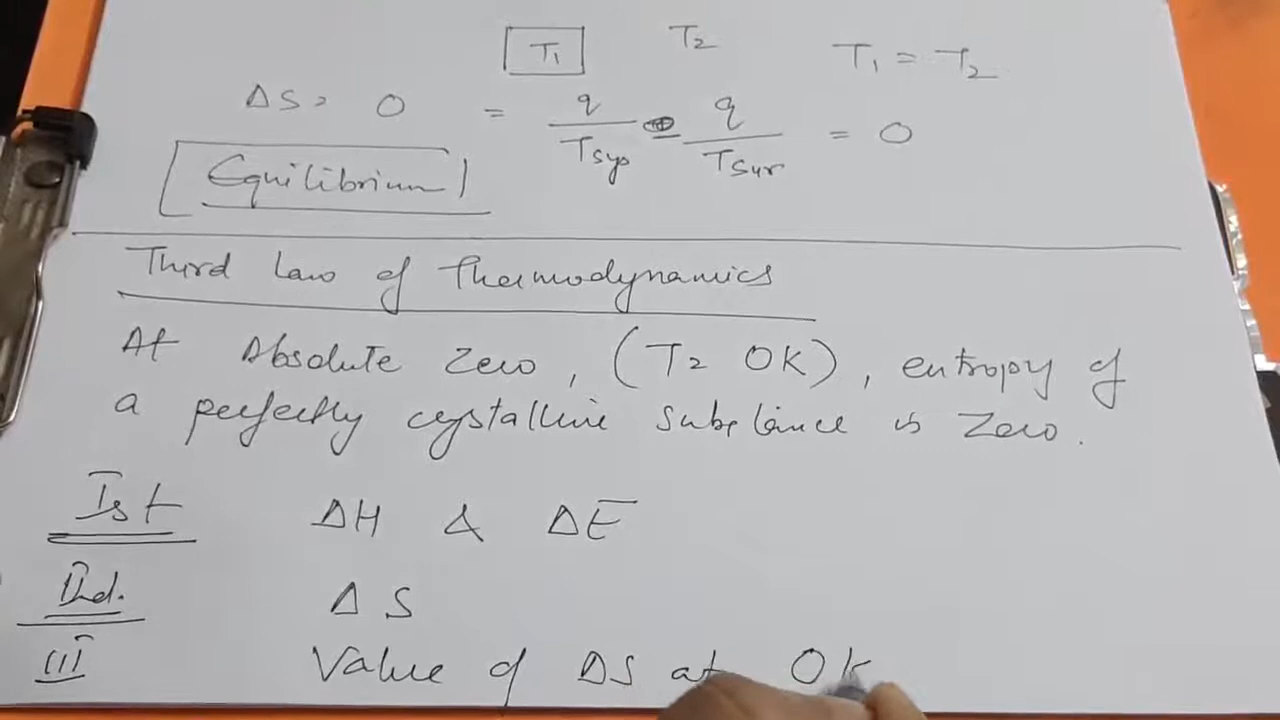 T₁ T₂ T₁ = T₂
ΔS = 0 = q/Tsys - q/Tsur = 0
Equilibrium
Third Law of Thermodynamics
At Absolute Zero, (T = 0K), entropy of
a perfectly crystalline substance is Zero.
Ist ΔH & ΔE
IInd. ΔS
III Value of ΔS at 0K